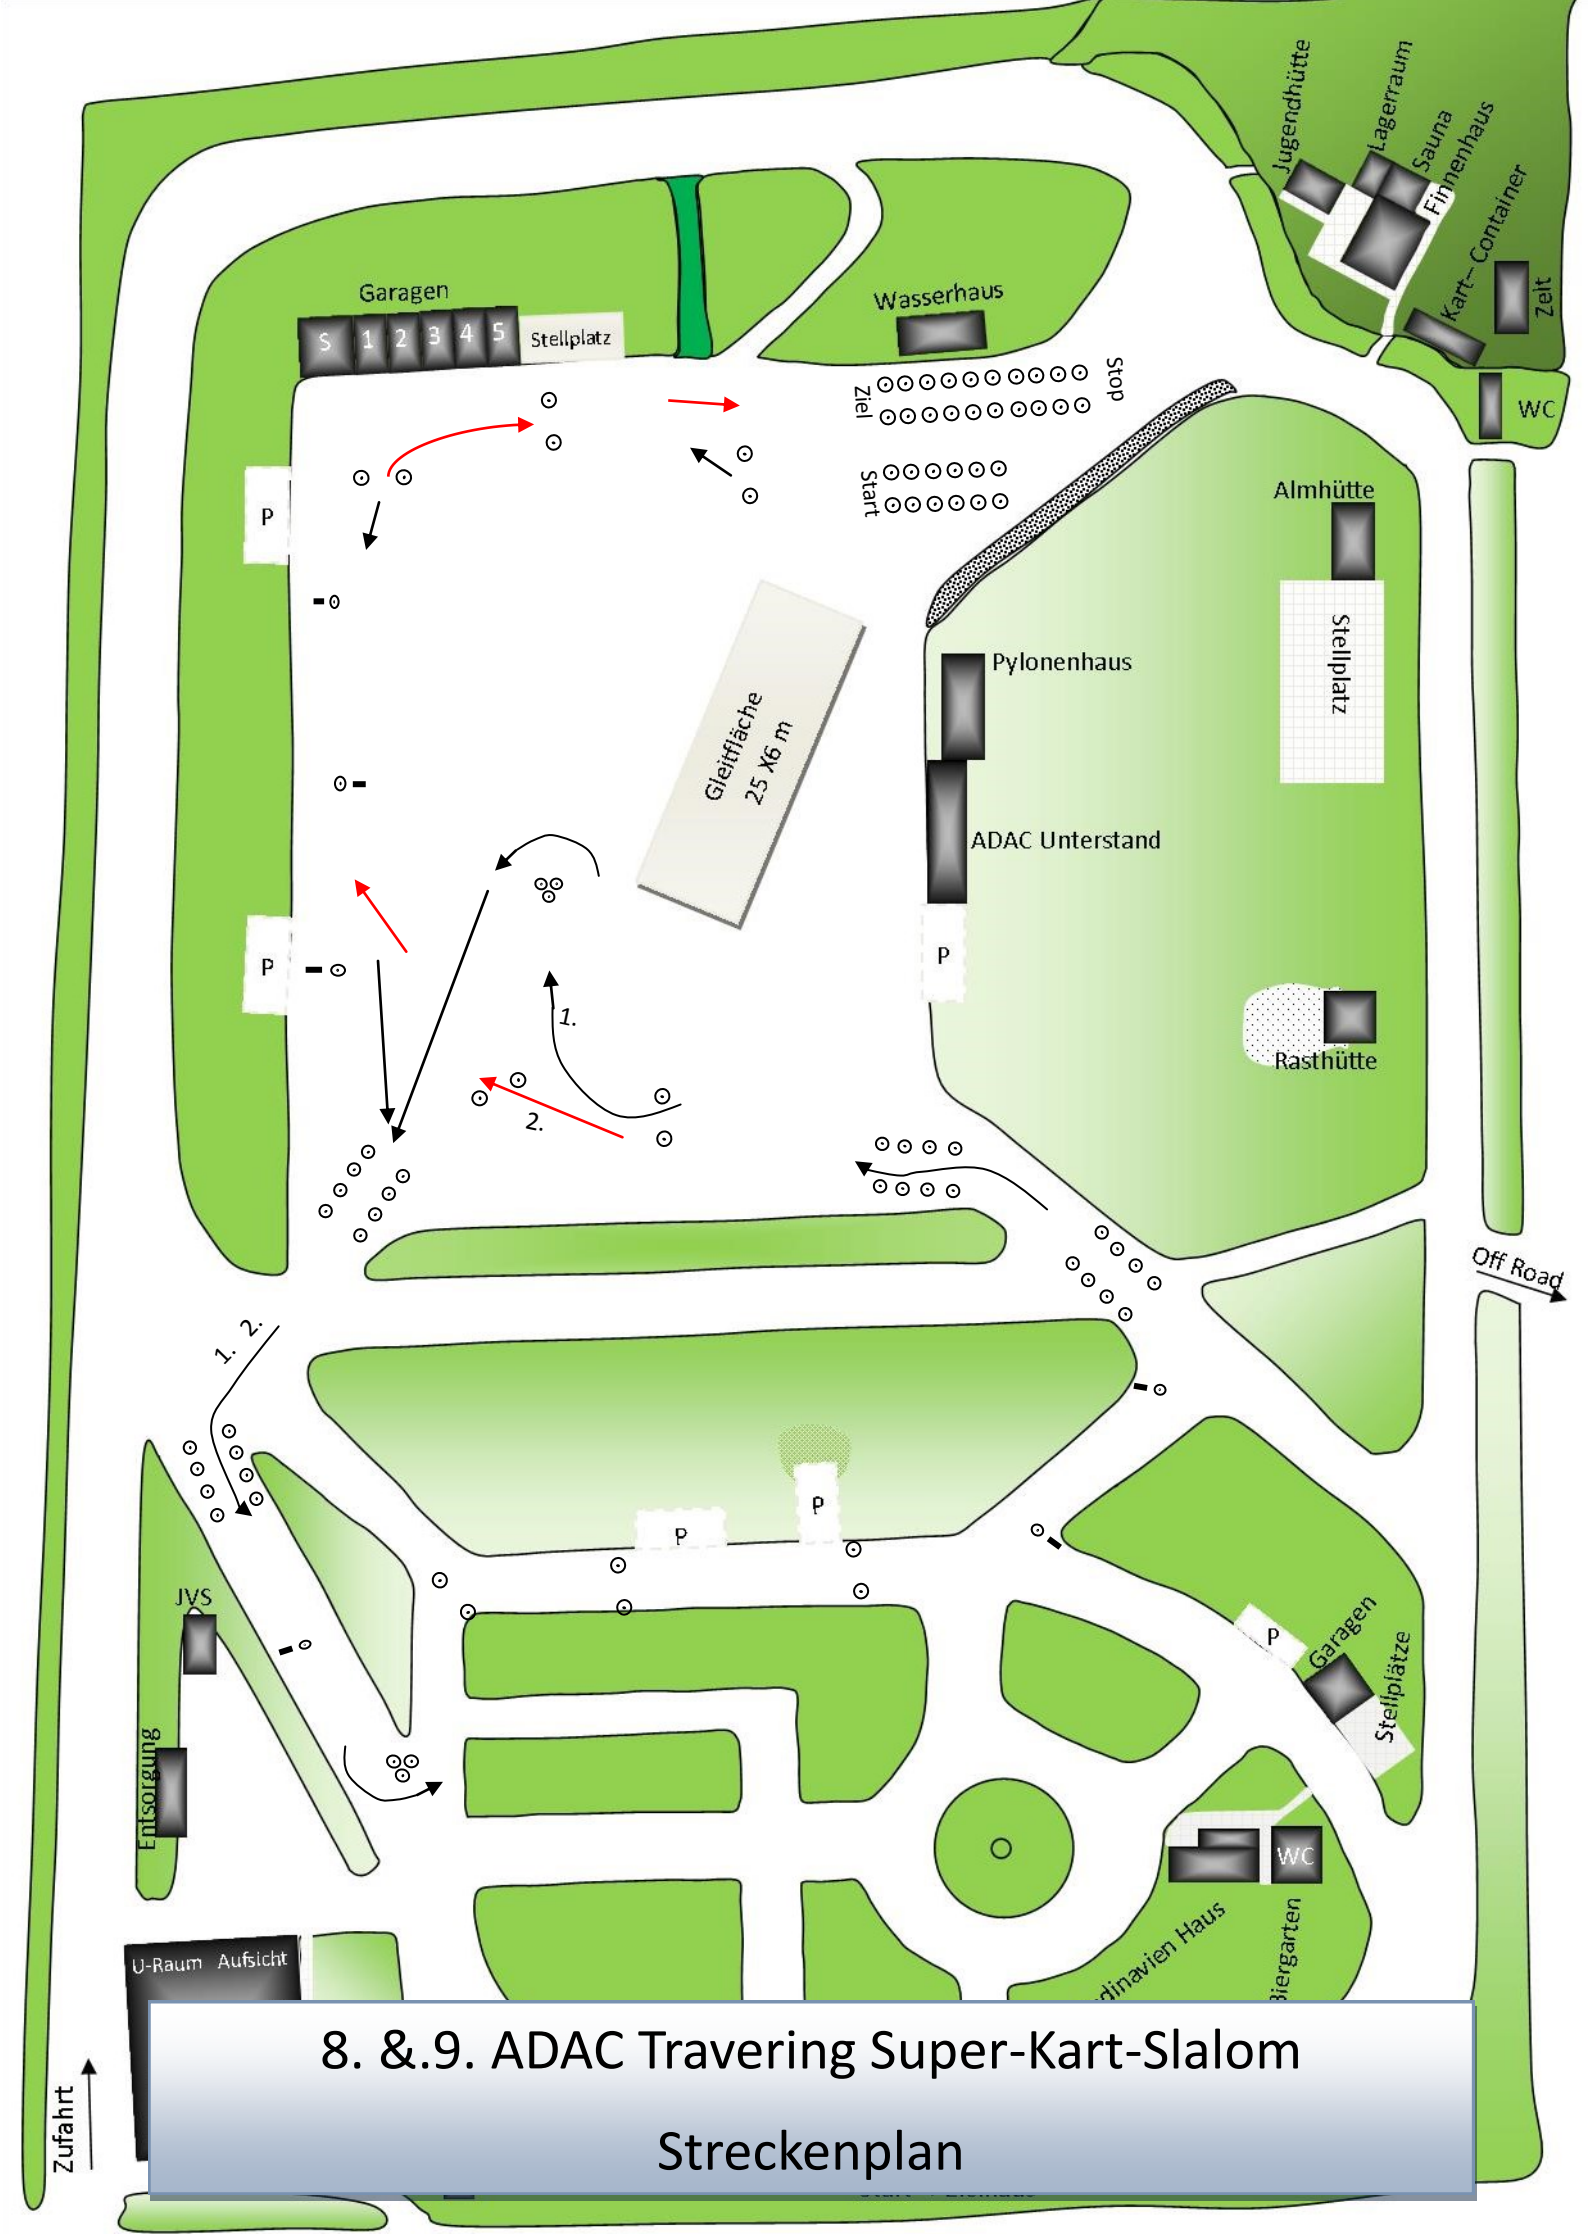 Jugendhütte
Lagerraum
Sauna
Finnenhaus
Kart–Container
Zelt
WC
Garagen
S 1 2 3 4 5
Stellplatz
Wasserhaus
Ziel
Stop
Start
P
Almhütte
Stellplatz
Pylonenhaus
Gleitfläche
25 X6 m
ADAC Unterstand
P
P
1.
2.
Rasthütte
Off Road
1. 2.
P
P
JVS
P
Garagen
Stellplätze
Entsorgung
WC
dinavien Haus
Biergarten
U-Raum Aufsicht
8. &.9. ADAC Travering Super-Kart-Slalom
Streckenplan
Zufahrt